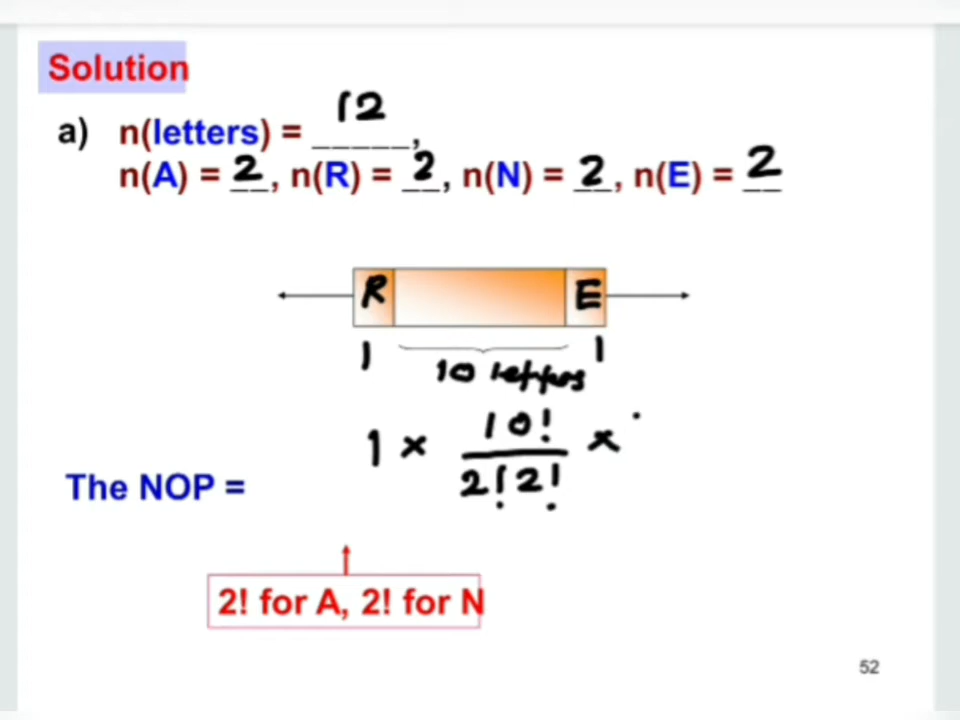 Solution
a) n(letters) = 12,
n(A) = 2, n(R) = 2, n(N) = 2, n(E) = 2
R E
1 10 letters 1
1 × 10! / 2!2! ×
The NOP =
2! for A, 2! for N
52